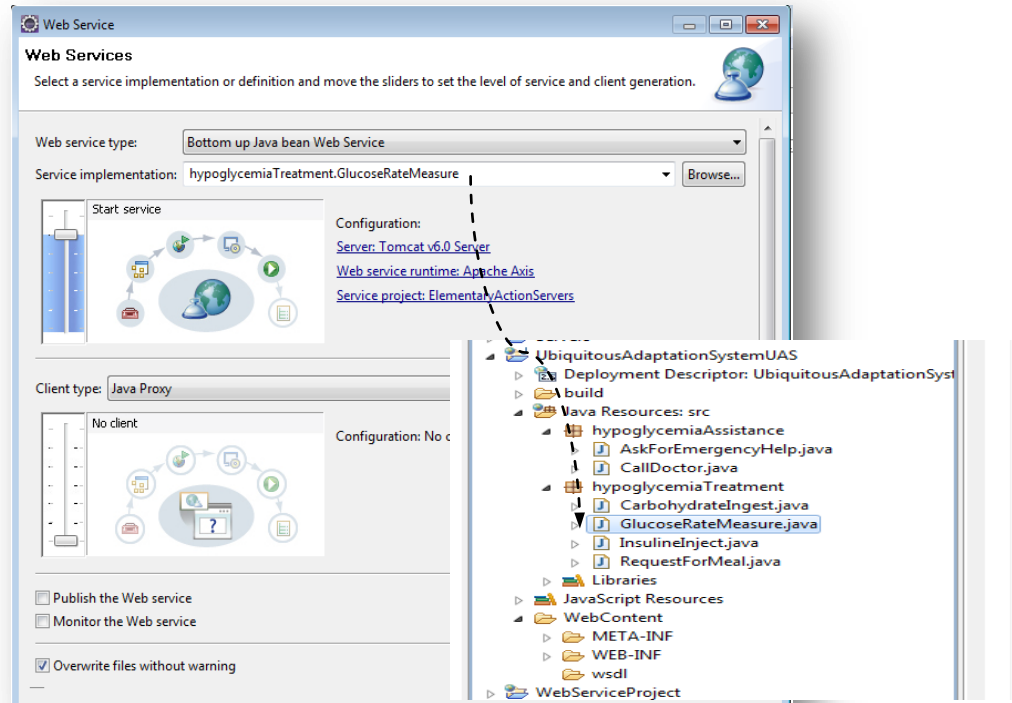 Web Service
Web Services
Select a service implementation or definition and move the sliders to set the level of service and client generation.
Web service type: Bottom up Java bean Web Service
Service implementation: hypoglycemiaTreatment.GlucoseRateMeasure Browse...
Start service
Configuration:
Server: Tomcat v6.0 Server
Web service runtime: Apache Axis
Service project: ElementaryActionServers
Client type: Java Proxy
No client
Configuration: No
Publish the Web service
Monitor the Web service
Overwrite files without warning
UbiquitousAdaptationSystemUAS
Deployment Descriptor: UbiquitousAdaptationSyst
build
Java Resources: src
hypoglycemiaAssistance
AskForEmergencyHelp.java
CallDoctor.java
hypoglycemiaTreatment
CarbohydrateIngest.java
GlucoseRateMeasure.java
InsulineInject.java
RequestForMeal.java
Libraries
JavaScript Resources
WebContent
META-INF
WEB-INF
wsdl
WebServiceProject